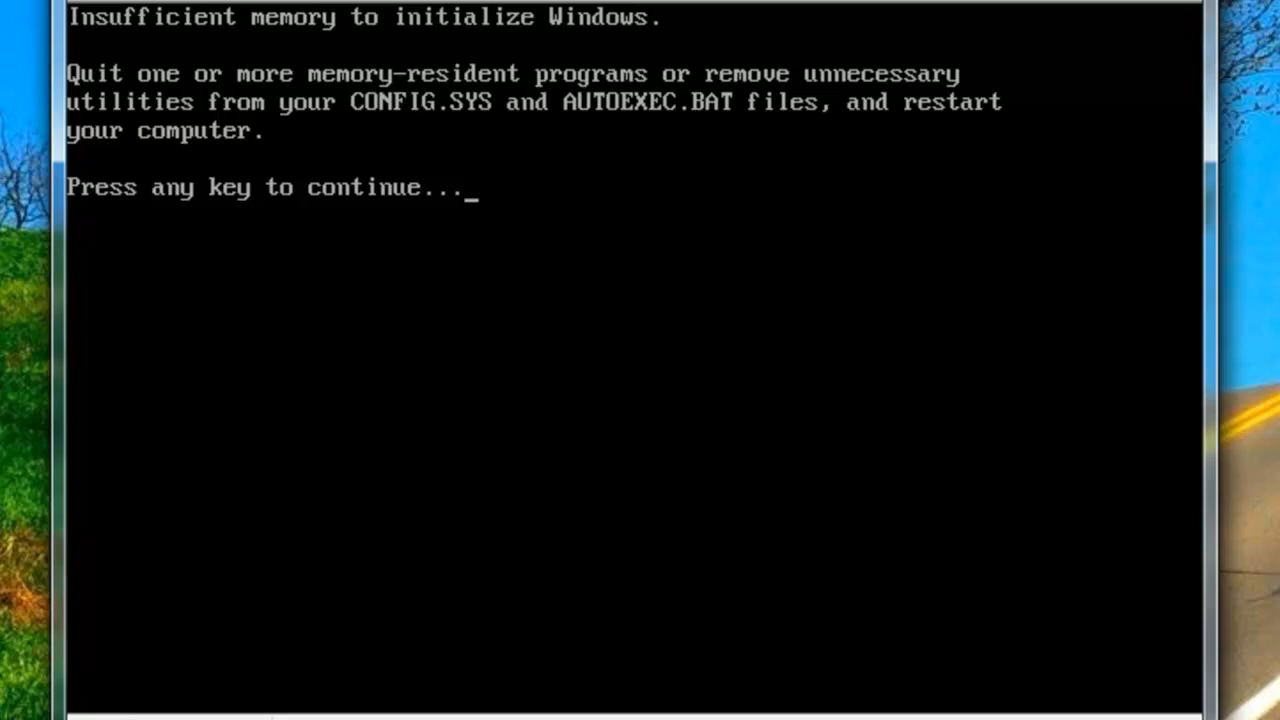 Insufficient memory to initialize Windows.
Quit one or more memory-resident programs or remove unnecessary
utilities from your CONFIG.SYS and AUTOEXEC.BAT files, and restart
your computer.
Press any key to continue..._